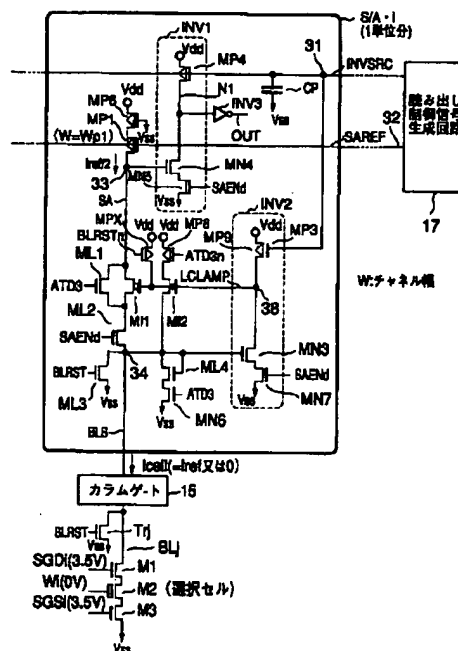 S/A・I
(1単位分)
INV1
Vdd
MP4
31
INVSRC
N1
CP
Vss
Vdd
MP6
MP1
Vss
INV3
OUT
(W=Wp1)
SAREF
32
読み出し
制御信号
生成回路
17
Iref2
33
MN4
MN5
SAENd
Vss
SA
INV2
MPX
Vdd
Vdd
MP8
BLRSTn
ATD3n
Vdd
MP9
MP3
ML1
ATD3
LCLAMP
38
W:チャネル幅
MI1
MI2
ML2
SAENd
34
MN3
BLRST
ML4
SAENd
ML3
Vss
ATD3
MN7
Vss
MN6
Vss
BLS
Icell(=Iref又は0)
カラムゲート
15
BLRST
Trj
Vss
BLj
SGDi(3.5V)
M1
Wi(0V)
M2 (選択セル)
SGSi(3.5V)
M3
Vss